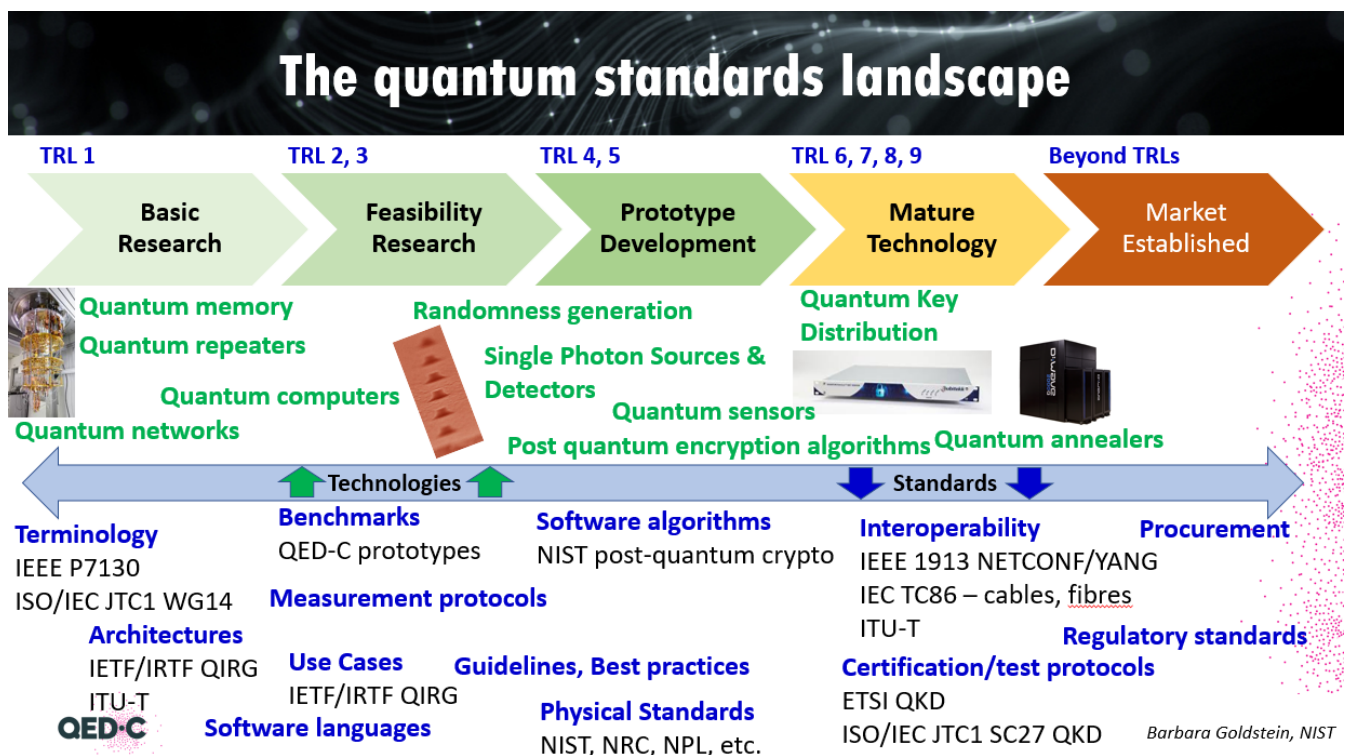 The quantum standards landscape
TRL 1
TRL 2, 3
TRL 4, 5
TRL 6, 7, 8, 9
Beyond TRLs
Basic
Research
Feasibility
Research
Prototype
Development
Mature
Technology
Market
Established
Quantum memory
Quantum repeaters
Quantum computers
Quantum networks
Randomness generation
Single Photon Sources &
Detectors
Quantum sensors
Post quantum encryption algorithms
Quantum Key
Distribution
Quantum annealers
Technologies
Standards
Terminology
IEEE P7130
ISO/IEC JTC1 WG14
Architectures
IETF/IRTF QIRG
ITU-T
Benchmarks
QED-C prototypes
Measurement protocols
Use Cases
IETF/IRTF QIRG
Software languages
Software algorithms
NIST post-quantum crypto
Guidelines, Best practices
Physical Standards
NIST, NRC, NPL, etc.
Interoperability
IEEE 1913 NETCONF/YANG
IEC TC86 – cables, fibres
ITU-T
Procurement
Regulatory standards
Certification/test protocols
ETSI QKD
ISO/IEC JTC1 SC27 QKD
QED·C
Barbara Goldstein, NIST